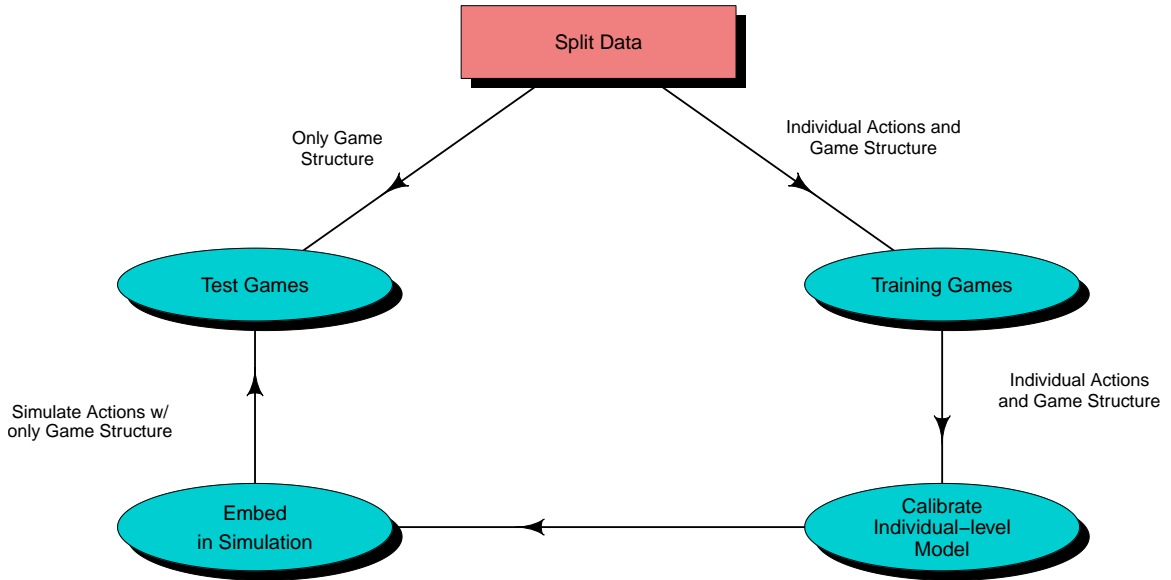 Split Data
Only Game
Structure
Individual Actions and
Game Structure
Test Games
Training Games
Simulate Actions w/
only Game Structure
Individual Actions
and Game Structure
Embed
in Simulation
Calibrate
Individual−level
Model